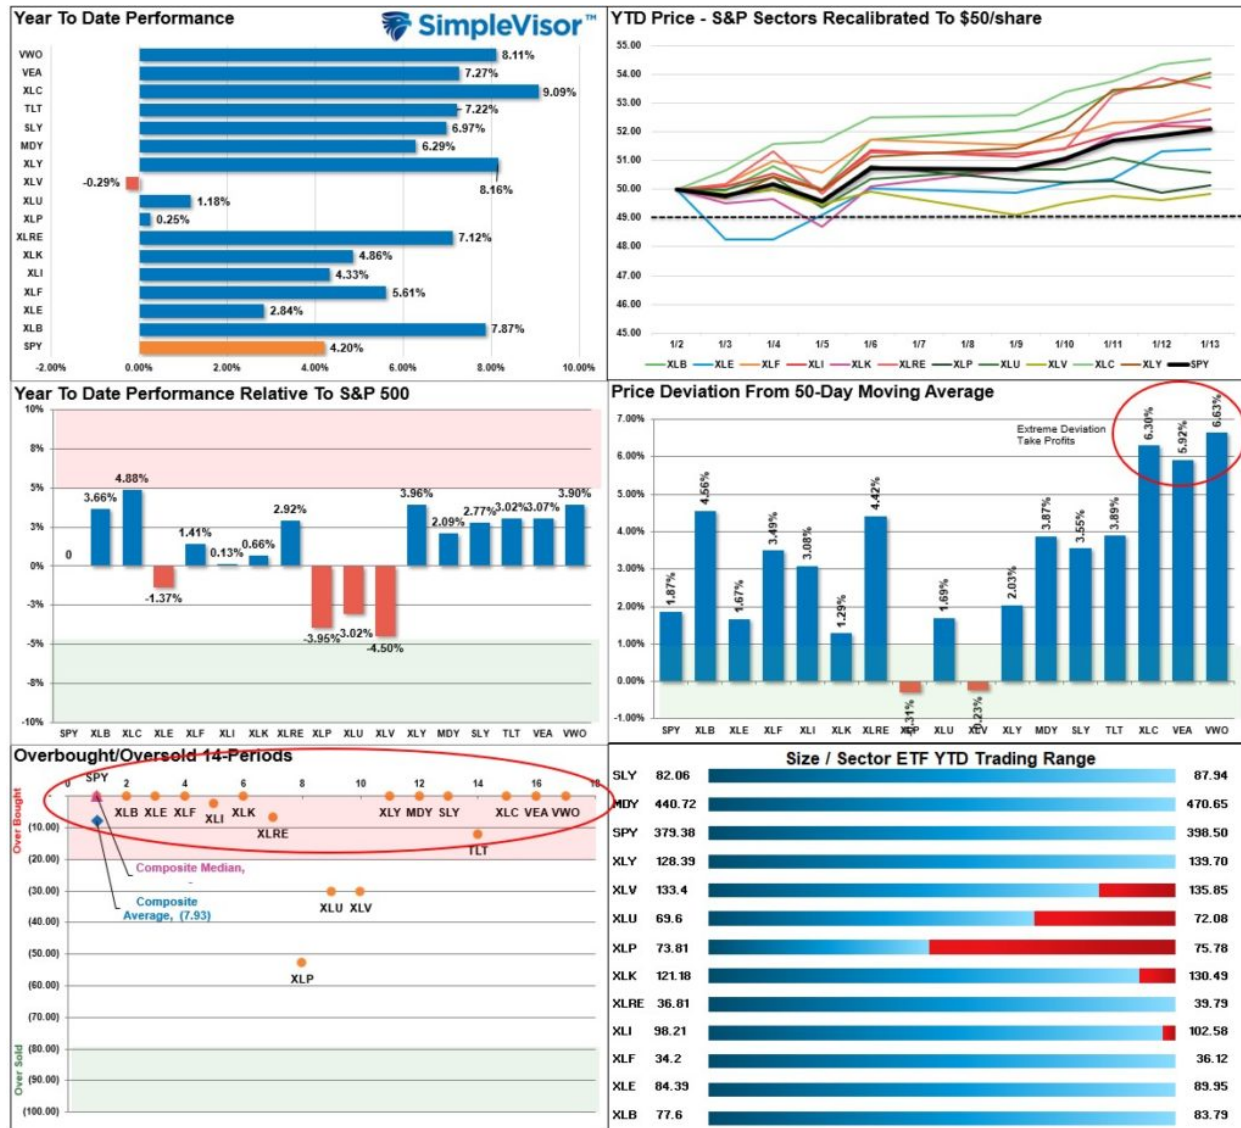 Year To Date Performance
SimpleVisor™
VWO 8.11%
VEA 7.27%
XLC 9.09%
TLT 7.22%
SLY 6.97%
MDY 6.29%
XLY 8.16%
XLV -0.29%
XLU 1.18%
XLP 0.25%
XLRE 7.12%
XLK 4.86%
XLI 4.33%
XLF 5.61%
XLE 2.84%
XLB 7.87%
SPY 4.20%
-2.00% 0.00% 2.00% 4.00% 6.00% 8.00% 10.00%
YTD Price - S&P Sectors Recalibrated To $50/share
55.00
54.00
53.00
52.00
51.00
50.00
49.00
48.00
47.00
46.00
45.00
1/2 1/3 1/4 1/5 1/6 1/7 1/8 1/9 1/10 1/11 1/12 1/13
XLB XLE XLF XLI XLK XLRE XLP XLU XLV XLC XLY SPY
Year To Date Performance Relative To S&P 500
10%
8%
5%
3%
0%
-3%
-5%
-8%
-10%
0 3.66% 4.88% -1.37% 1.41% 0.13% 0.66% 2.92% -3.95% -3.02% -4.50% 3.96% 2.09% 2.77% 3.02% 3.07% 3.90%
SPY XLB XLC XLE XLF XLI XLK XLRE XLP XLU XLV XLY MDY SLY TLT VEA VWO
Price Deviation From 50-Day Moving Average
Extreme Deviation
Take Profits
7.00%
6.00%
5.00%
4.00%
3.00%
2.00%
1.00%
0.00%
-1.00%
1.87% 4.56% 1.67% 3.49% 3.08% 1.29% 4.42% 1.69% 2.03% 3.87% 3.55% 3.89% 6.30% 5.92% 6.63%
SPY XLB XLE XLF XLI XLK XLRE XLP XLU XLV XLY MDY SLY TLT XLC VEA VWO
Overbought/Oversold 14-Periods
0 2 4 6 8 10 12 14 16 18
Over Bought
Over Sold
-
(10.00)
(20.00)
(30.00)
(40.00)
(50.00)
(60.00)
(70.00)
(80.00)
(90.00)
(100.00)
SPY
XLB XLE XLF XLI XLK XLRE XLY MDY SLY TLT XLC VEA VWO
Composite Median,
-
Composite
Average, (7.93)
XLU XLV
XLP
Size / Sector ETF YTD Trading Range
SLY 82.06 87.94
MDY 440.72 470.65
SPY 379.38 398.50
XLY 128.39 139.70
XLV 133.4 135.85
XLU 69.6 72.08
XLP 73.81 75.78
XLK 121.18 130.49
XLRE 36.81 39.79
XLI 98.21 102.58
XLF 34.2 36.12
XLE 84.39 89.95
XLB 77.6 83.79